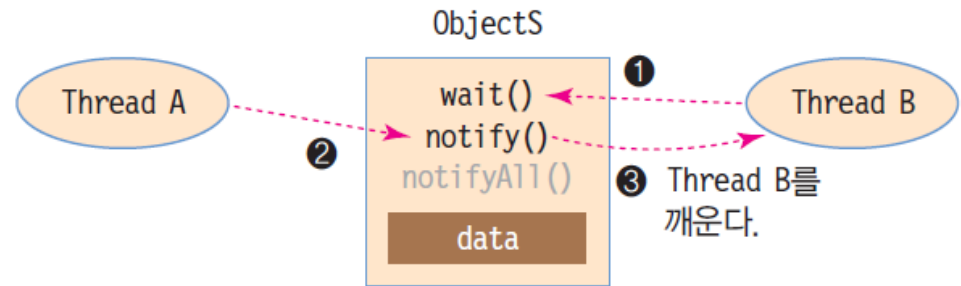 ObjectS
Thread A
wait()
notify()
notifyAll()
data
❶
Thread B
❷
❸ Thread B를
깨운다.